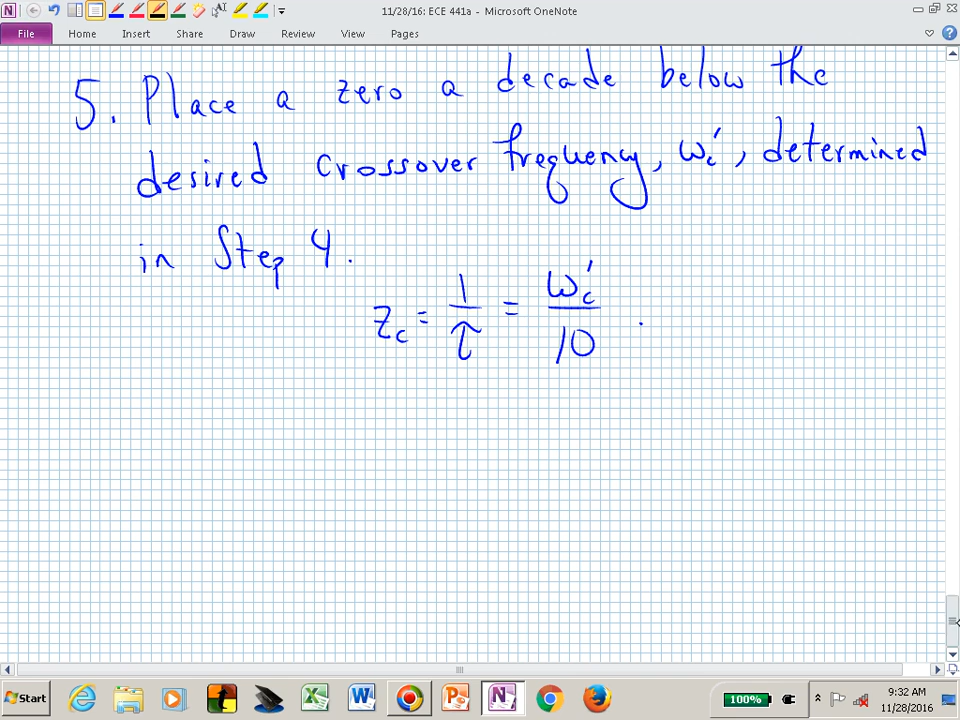 11/28/16: ECE 441a - Microsoft OneNote
File Home Insert Share Draw Review View Pages
5. Place a zero a decade below the
desired crossover frequency, ωc', determined
in Step 4.
zc = 1/τ = ωc'/10 .
Start
100%
9:32 AM
11/28/2016